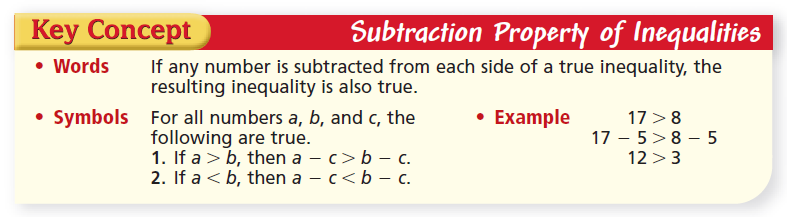 Key Concept
Subtraction Property of Inequalities
• Words If any number is subtracted from each side of a true inequality, the
resulting inequality is also true.
• Symbols For all numbers a, b, and c, the
following are true.
1. If a > b, then a − c > b − c.
2. If a < b, then a − c < b − c.
• Example 17 > 8
17 − 5 > 8 − 5
12 > 3